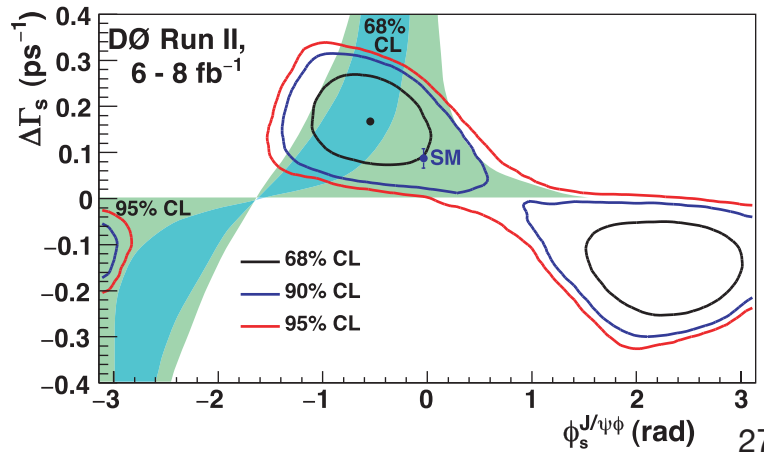 0.4
DØ Run II,
6 - 8 fb⁻¹
68%
CL
0.3
0.2
0.1
0
−0.1
−0.2
−0.3
−0.4
ΔΓₛ (ps⁻¹)
SM
95% CL
68% CL
90% CL
95% CL
−3 −2 −1 0 1 2 3
ϕₛᴶ/ψϕ (rad)
27